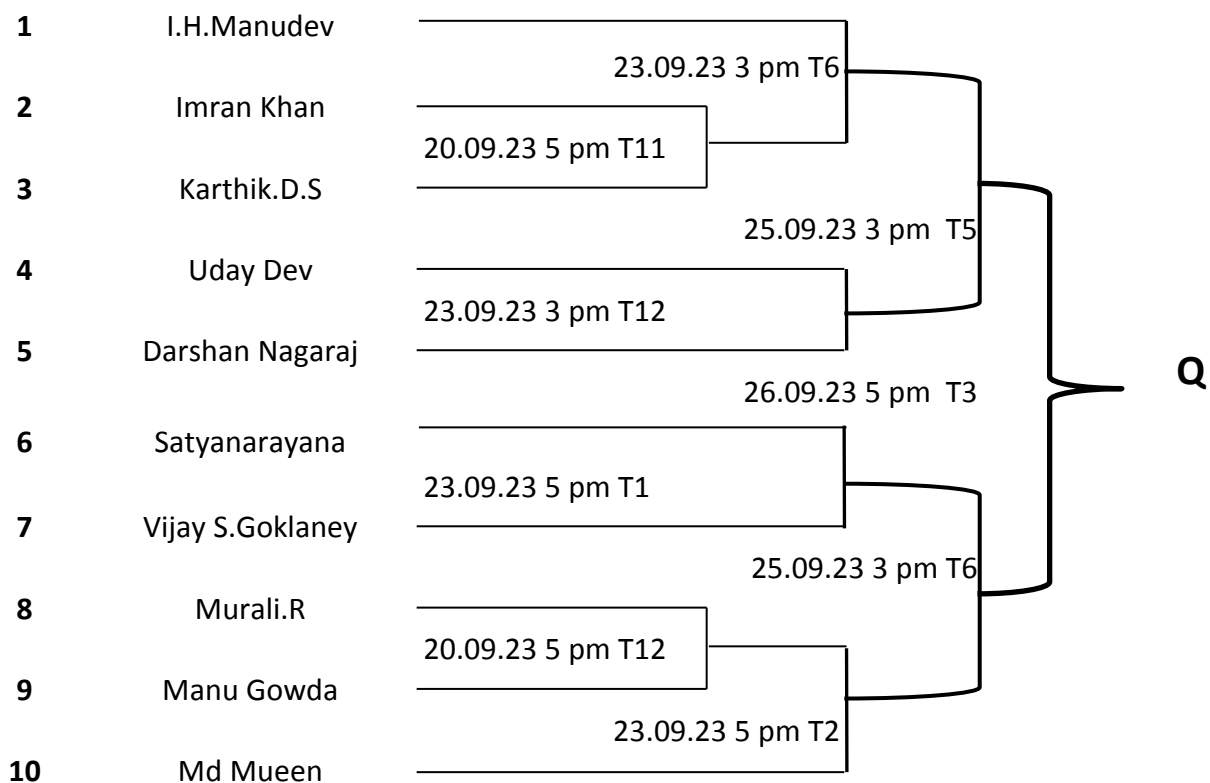 1 I.H.Manudev
23.09.23 3 pm T6
2 Imran Khan
20.09.23 5 pm T11
3 Karthik.D.S
25.09.23 3 pm T5
4 Uday Dev
23.09.23 3 pm T12
5 Darshan Nagaraj
Q
26.09.23 5 pm T3
6 Satyanarayana
23.09.23 5 pm T1
7 Vijay S.Goklaney
25.09.23 3 pm T6
8 Murali.R
20.09.23 5 pm T12
9 Manu Gowda
23.09.23 5 pm T2
10 Md Mueen